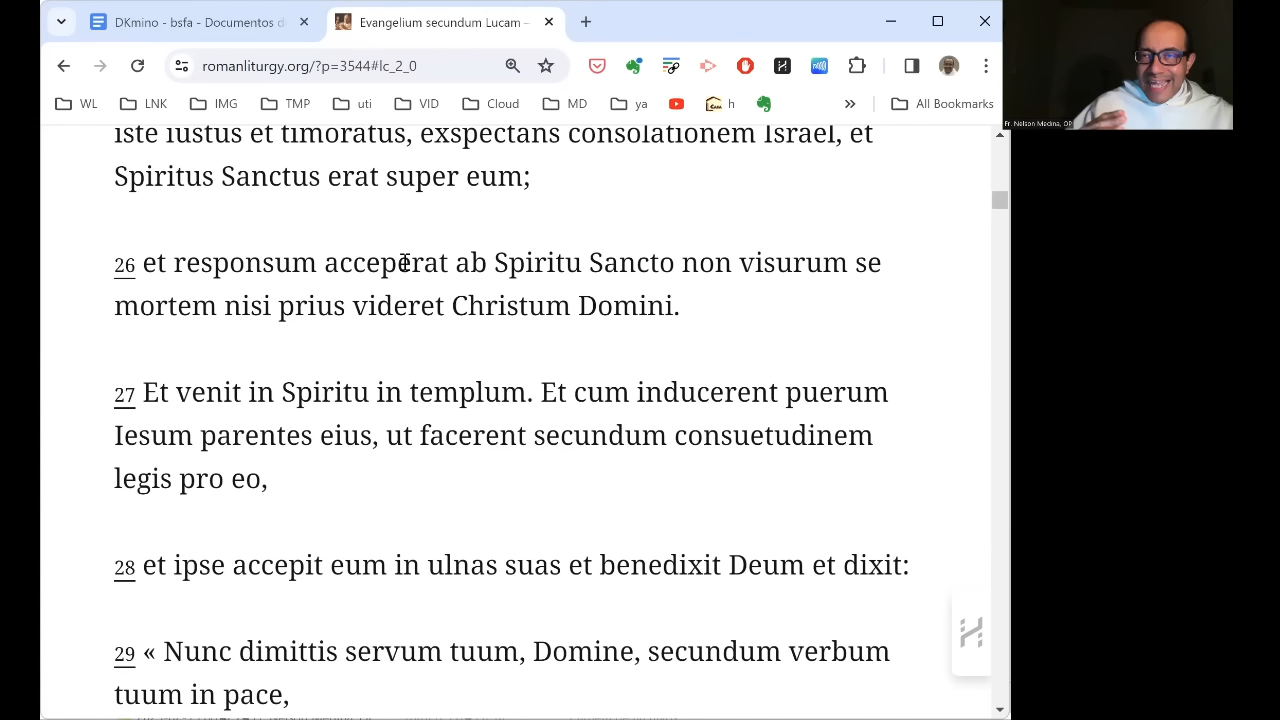 DKmino - bsfa - Documentos d
Evangelium secundum Lucam –
romanliturgy.org/?p=3544#lc_2_0
WL LNK IMG TMP uti VID Cloud MD ya h » All Bookmarks
Fr. Nelson Medina, OP
iste iustus et timoratus, exspectans consolationem Israel, et
Spiritus Sanctus erat super eum;
26 et responsum acceperat ab Spiritu Sancto non visurum se
mortem nisi prius videret Christum Domini.
27 Et venit in Spiritu in templum. Et cum inducerent puerum
Iesum parentes eius, ut facerent secundum consuetudinem
legis pro eo,
28 et ipse accepit eum in ulnas suas et benedixit Deum et dixit:
29 « Nunc dimittis servum tuum, Domine, secundum verbum
tuum in pace,